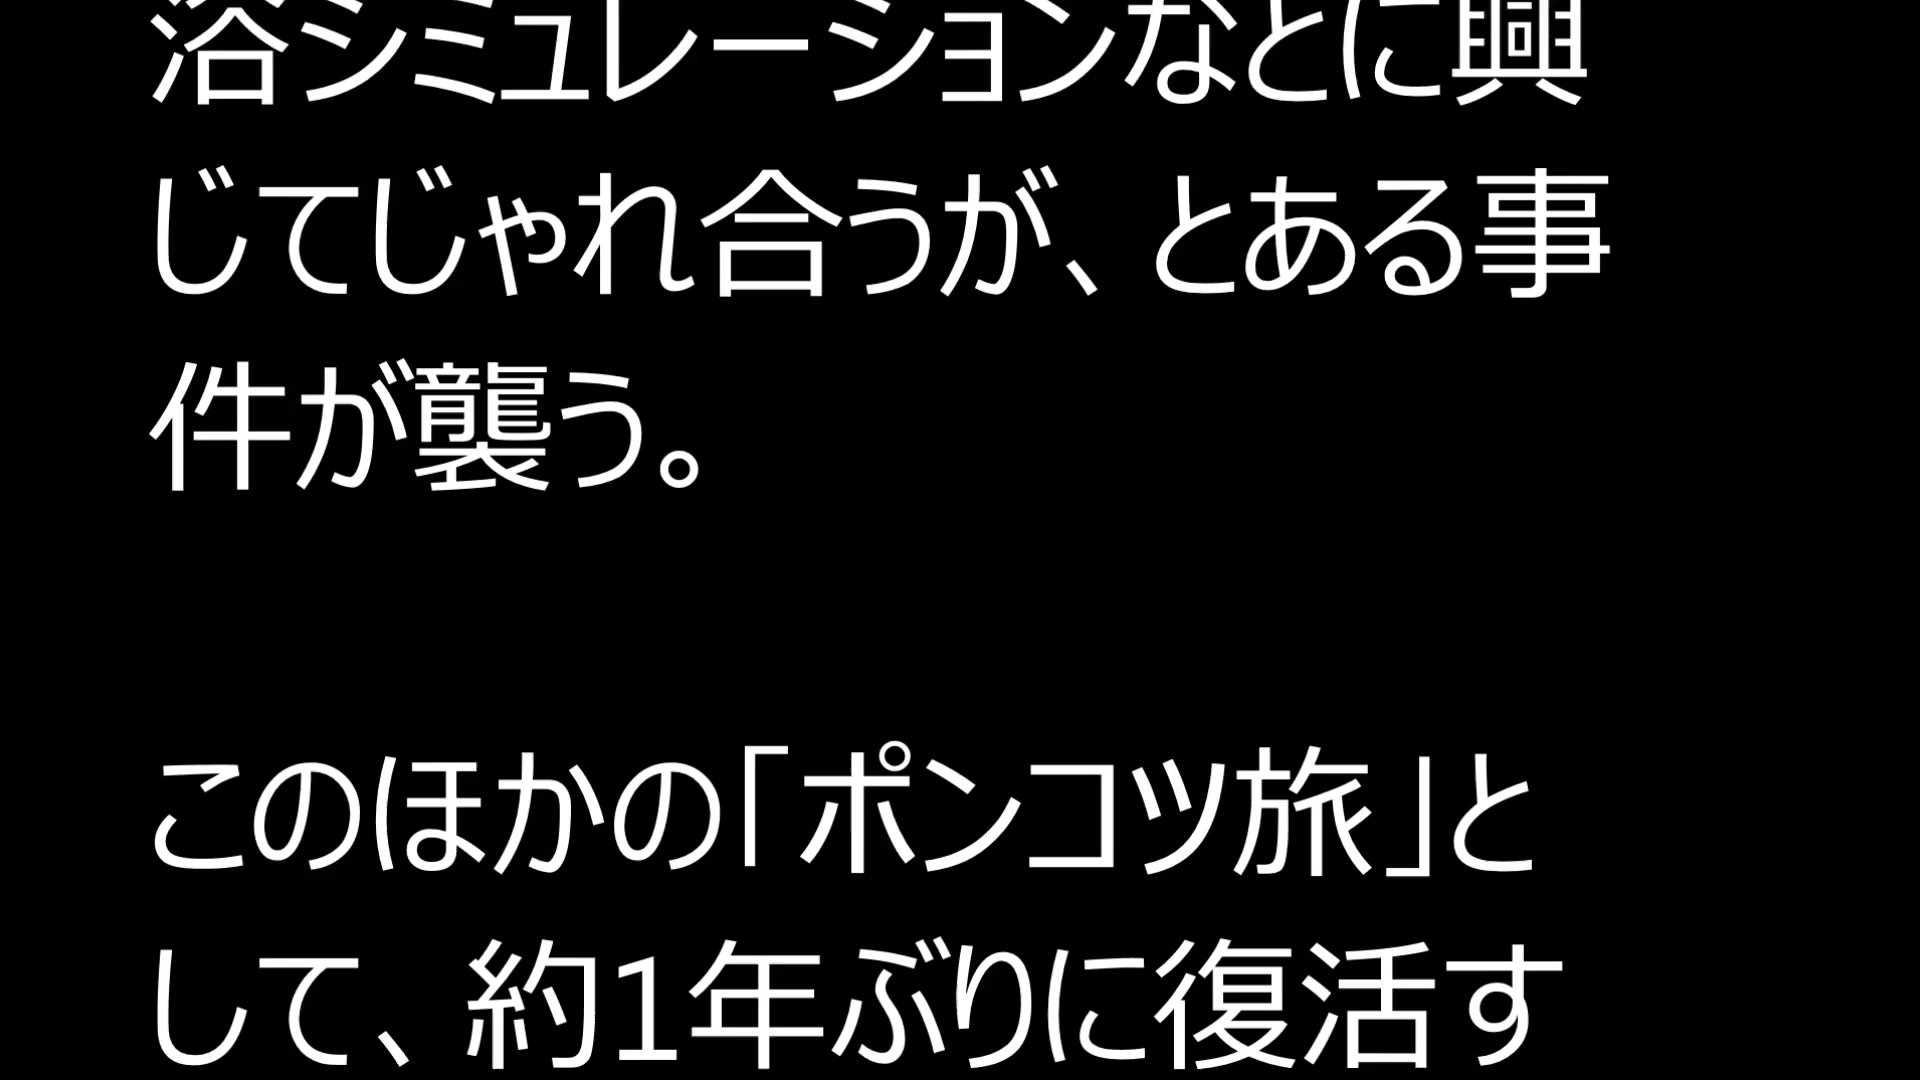 浴シミュレーションなどに興
じてじゃれ合うが、とある事
件が襲う。
このほかの「ポンコツ旅」と
して、約1年ぶりに復活す